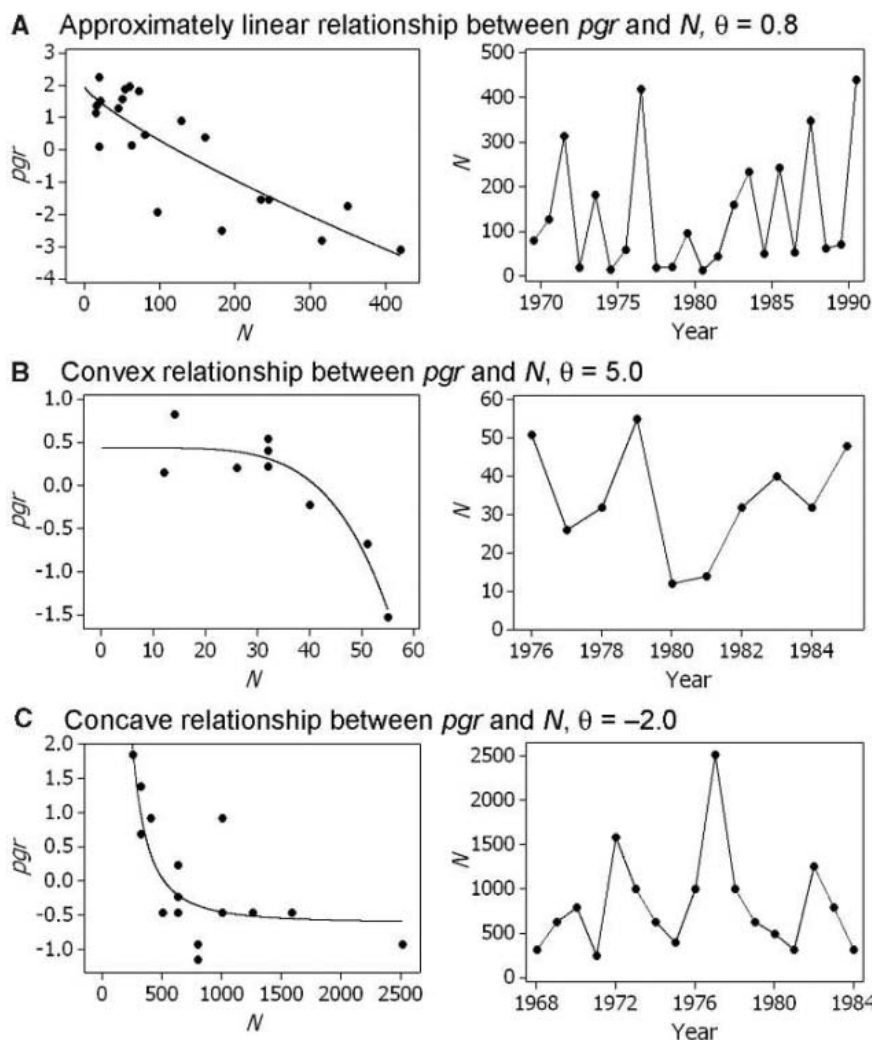 A Approximately linear relationship between pgr and N, θ = 0.8
3
2
1
0
-1
-2
-3
-4
pgr
0 100 200 300 400
N
500
400
300
200
100
0
N
1970 1975 1980 1985 1990
Year
B Convex relationship between pgr and N, θ = 5.0
1.0
0.5
0.0
-0.5
-1.0
-1.5
pgr
0 10 20 30 40 50 60
N
60
50
40
30
20
10
0
N
1976 1978 1980 1982 1984
Year
C Concave relationship between pgr and N, θ = –2.0
2.0
1.5
1.0
0.5
0.0
-0.5
-1.0
pgr
0 500 1000 1500 2000 2500
N
2500
2000
1500
1000
500
0
N
1968 1972 1976 1980 1984
Year